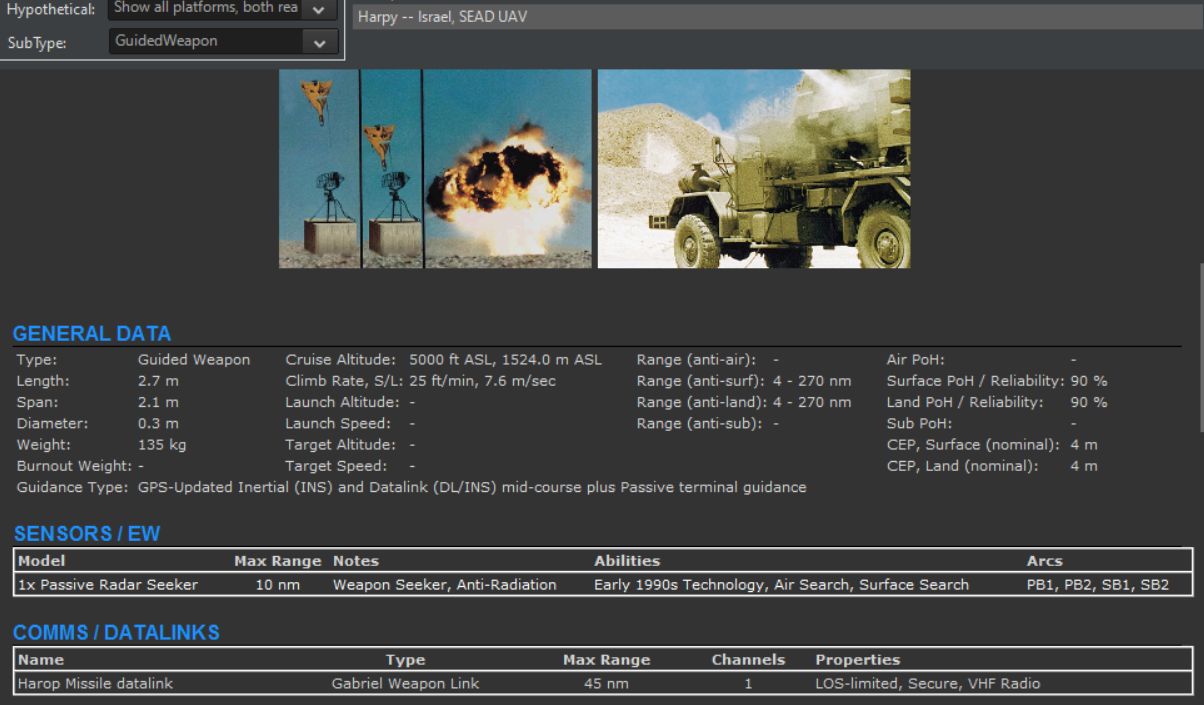 Hypothetical: Show all platforms, both rea
Harpy -- Israel, SEAD UAV
SubType: GuidedWeapon
GENERAL DATA
Type: Guided Weapon Cruise Altitude: 5000 ft ASL, 1524.0 m ASL Range (anti-air): - Air PoH: -
Length: 2.7 m Climb Rate, S/L: 25 ft/min, 7.6 m/sec Range (anti-surf): 4 - 270 nm Surface PoH / Reliability: 90 %
Span: 2.1 m Launch Altitude: - Range (anti-land): 4 - 270 nm Land PoH / Reliability: 90 %
Diameter: 0.3 m Launch Speed: - Range (anti-sub): - Sub PoH: -
Weight: 135 kg Target Altitude: - CEP, Surface (nominal): 4 m
Burnout Weight: - Target Speed: - CEP, Land (nominal): 4 m
Guidance Type: GPS-Updated Inertial (INS) and Datalink (DL/INS) mid-course plus Passive terminal guidance
SENSORS / EW
Model Max Range Notes Abilities Arcs
1x Passive Radar Seeker 10 nm Weapon Seeker, Anti-Radiation Early 1990s Technology, Air Search, Surface Search PB1, PB2, SB1, SB2
COMMS / DATALINKS
Name Type Max Range Channels Properties
Harop Missile datalink Gabriel Weapon Link 45 nm 1 LOS-limited, Secure, VHF Radio